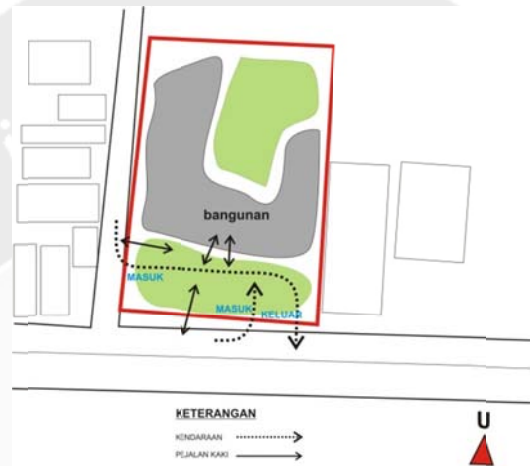 bangunan
MASUK
MASUK
KELUAR
KETERANGAN
KENDARAAN
PEJALAN KAKI
U